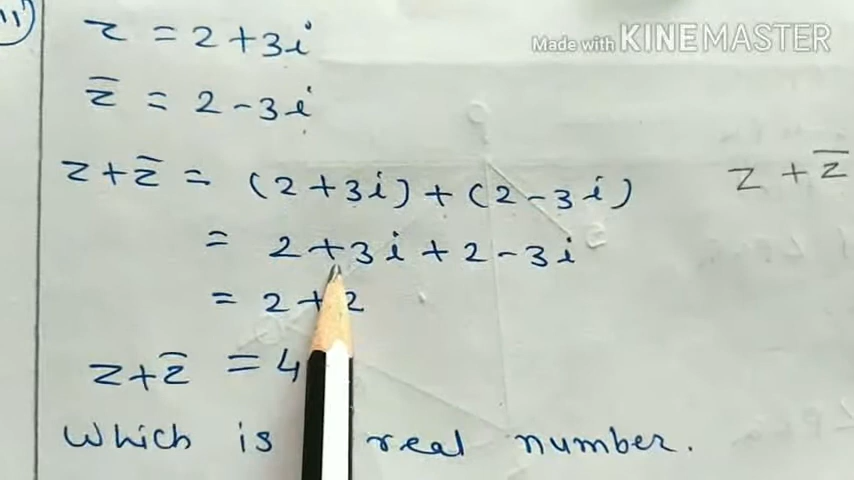 11)
z = 2 + 3i
Made with KINEMASTER
z̅ = 2 - 3i
z + z̅ = (2 + 3i) + (2 - 3i)
z + z̅
= 2 + 3i + 2 - 3i
= 2 + 2
z + z̅ = 4
Which is real number.